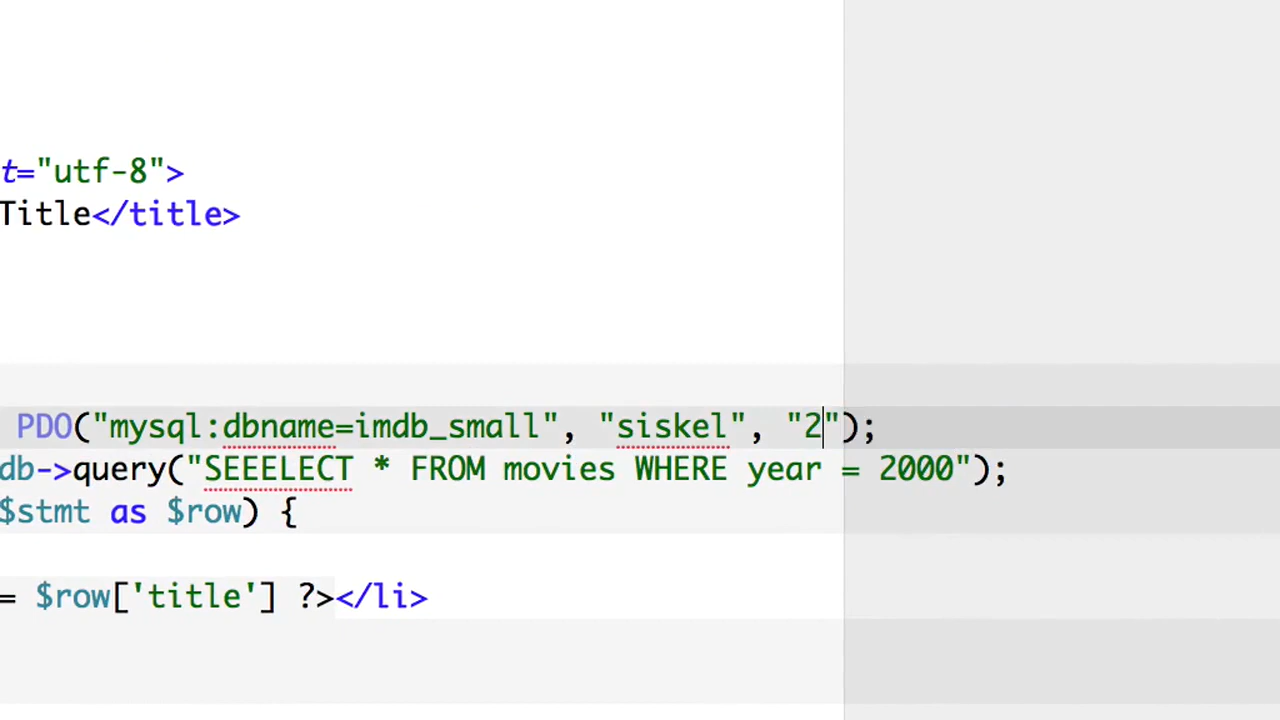 t="utf-8">
Title</title>
PDO("mysql:dbname=imdb_small", "siskel", "2");
db->query("SEEELECT * FROM movies WHERE year = 2000");
$stmt as $row) {
= $row['title'] ?></li>